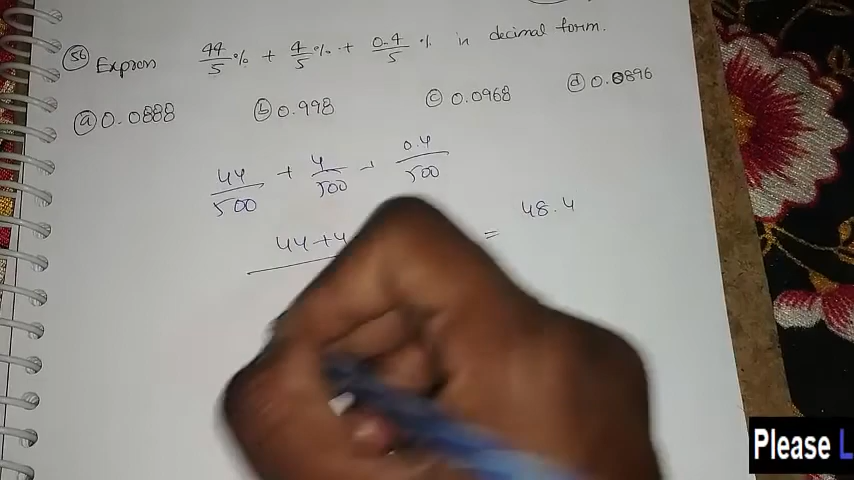 56 Express 44/5 % + 4/5 % + 0.4/5 % in decimal form.
a 0.0888 b 0.998 c 0.0968 d 0.0896
44/500 + 4/500 + 0.4/500
44+4 = 48.4
Please L